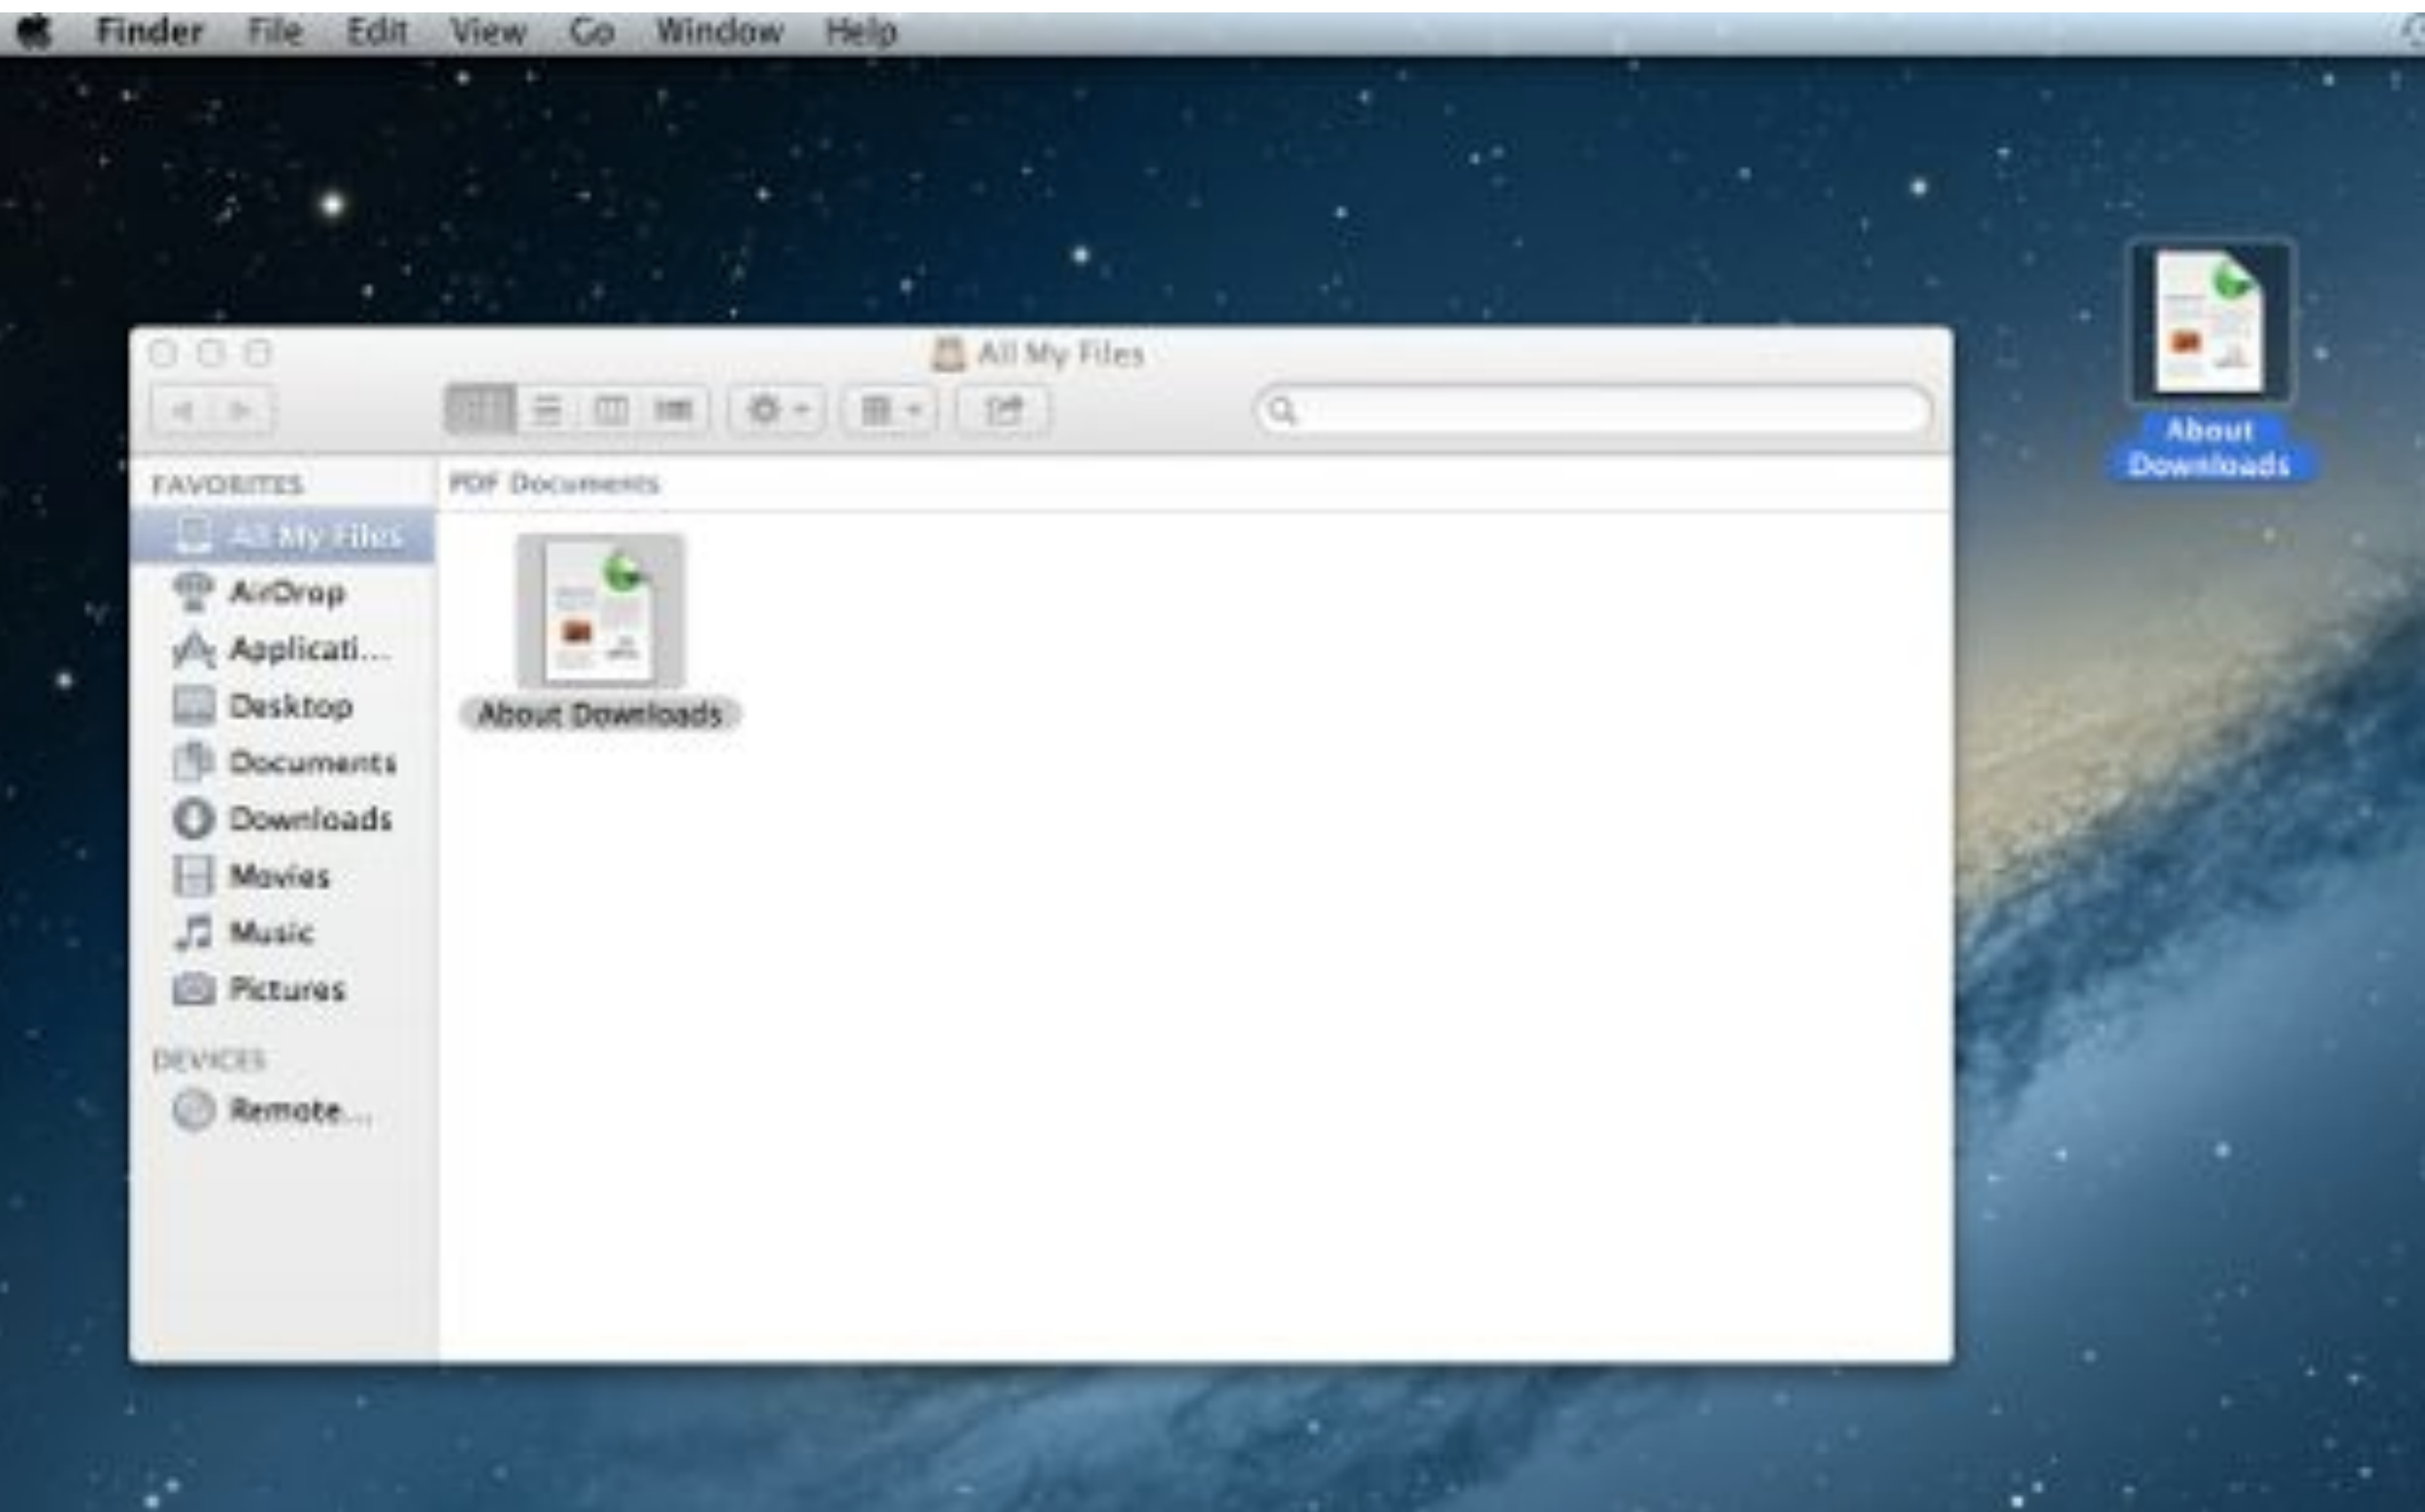 Finder File Edit View Go Window Help
All My Files
About
Downloads
FAVORITES
PDF Documents
All My Files
AirDrop
Applicati...
Desktop
About Downloads
Documents
Downloads
Movies
Music
Pictures
DEVICES
Remote...